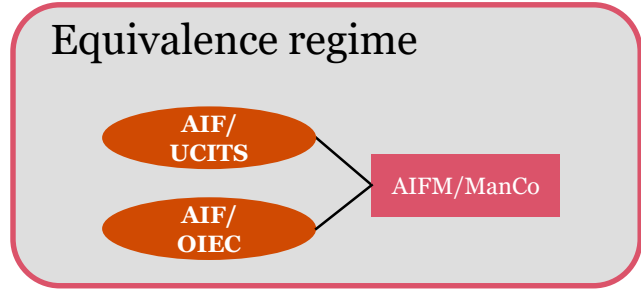 Equivalence regime
AIF/
UCITS
AIFM/ManCo
AIF/
OIEC